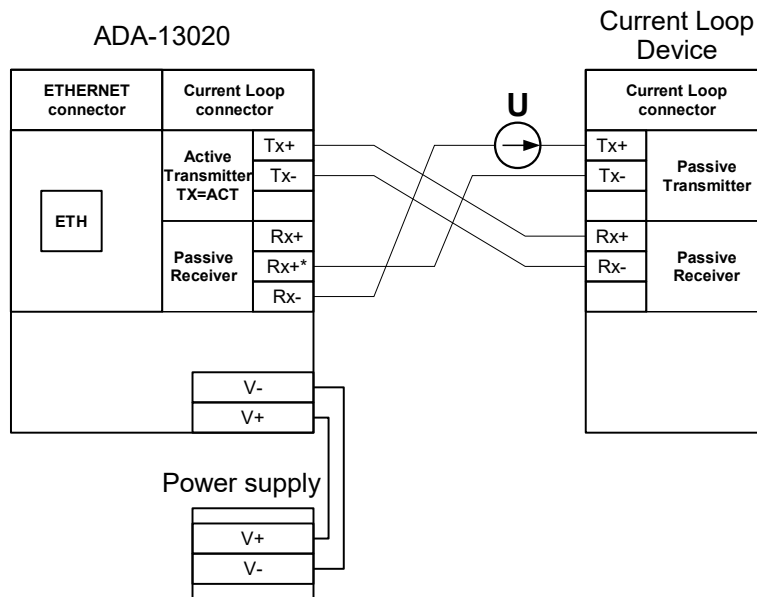 ADA-13020
Current Loop
Device
ETHERNET
connector
Current Loop
connector
ETH
Active
Transmitter
TX=ACT
Tx+
Tx-
Passive
Receiver
Rx+
Rx+*
Rx-
V-
V+
U
Current Loop
connector
Tx+
Tx-
Passive
Transmitter
Rx+
Rx-
Passive
Receiver
Power supply
V+
V-